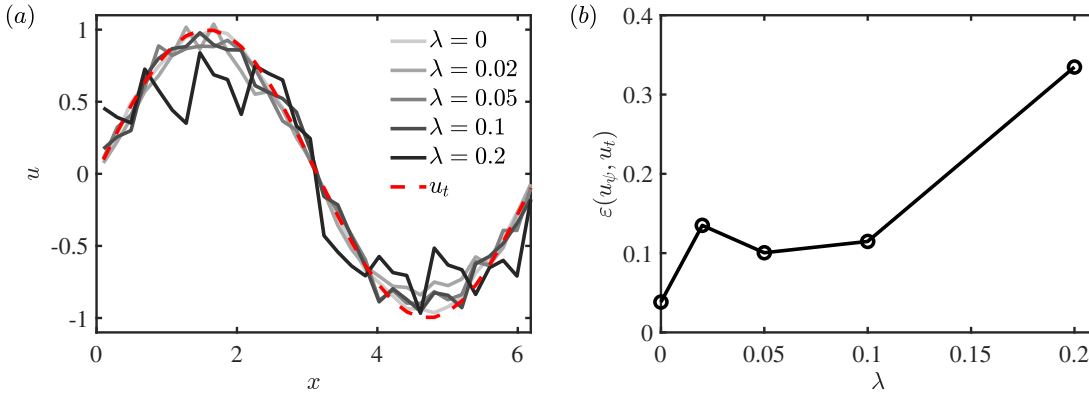 (a)
1
0.5
0
-0.5
-1
u
0 2 4 6
x
λ = 0
λ = 0.02
λ = 0.05
λ = 0.1
λ = 0.2
u_t
(b)
0.4
0.3
0.2
0.1
0
ε(u_ψ, u_t)
0 0.05 0.1 0.15 0.2
λ